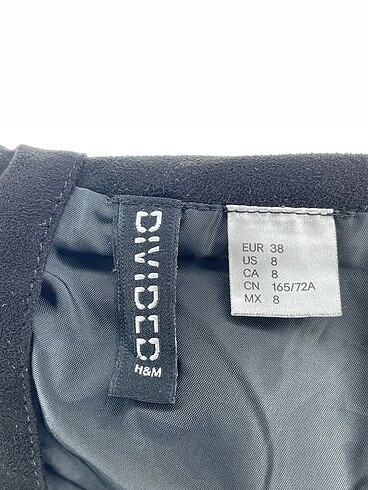 DIVIDED
H&M
EUR 38
US 8
CA 8
CN 165/72A
MX 8